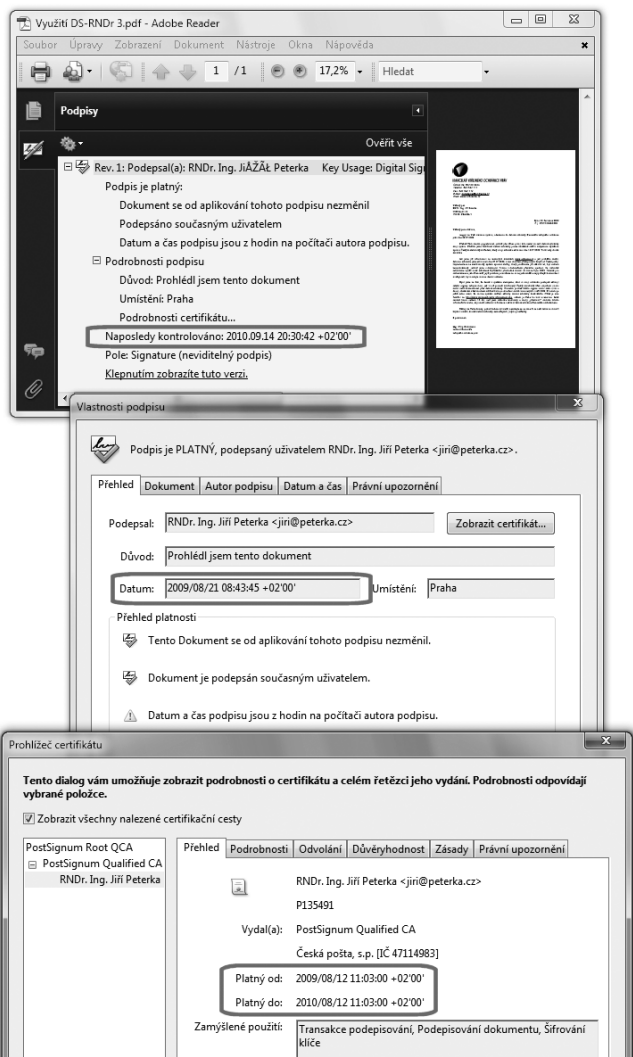 Využití DS-RNDr 3.pdf - Adobe Reader
Soubor Úpravy Zobrazení Dokument Nástroje Okna Nápověda
1 / 1 17,2% Hledat
Podpisy
Ověřit vše
Rev. 1: Podepsal(a): RNDr. Ing. JiÅŽÃŁ Peterka Key Usage: Digital Sig
Podpis je platný:
Dokument se od aplikování tohoto podpisu nezměnil
Podepsáno současným uživatelem
Datum a čas podpisu jsou z hodin na počítači autora podpisu.
Podrobnosti podpisu
Důvod: Prohlédl jsem tento dokument
Umístění: Praha
Podrobnosti certifikátu...
Naposledy kontrolováno: 2010.09.14 20:30:42 +02'00'
Pole: Signature (neviditelný podpis)
Klepnutím zobrazíte tuto verzi.
Vlastnosti podpisu
Podpis je PLATNÝ, podepsaný uživatelem RNDr. Ing. Jiří Peterka <jiri@peterka.cz>.
Přehled Dokument Autor podpisu Datum a čas Právní upozornění
Podepsal: RNDr. Ing. Jiří Peterka <jiri@peterka.cz> Zobrazit certifikát...
Důvod: Prohlédl jsem tento dokument
Datum: 2009/08/21 08:43:45 +02'00' Umístění: Praha
Přehled platnosti
Tento Dokument se od aplikování tohoto podpisu nezměnil.
Dokument je podepsán současným uživatelem.
Datum a čas podpisu jsou z hodin na počítači autora podpisu.
Prohlížeč certifikátu
Tento dialog vám umožňuje zobrazit podrobnosti o certifikátu a celém řetězci jeho vydání. Podrobnosti odpovídají
vybrané položce.
Zobrazit všechny nalezené certifikační cesty
PostSignum Root QCA
PostSignum Qualified CA
RNDr. Ing. Jiří Peterka
Přehled Podrobnosti Odvolání Důvěryhodnost Zásady Právní upozornění
RNDr. Ing. Jiří Peterka <jiri@peterka.cz>
P135491
Vydal(a): PostSignum Qualified CA
Česká pošta, s.p. [IČ 47114983]
Platný od: 2009/08/12 11:03:00 +02'00'
Platný do: 2010/08/12 11:03:00 +02'00'
Zamýšlené použití: Transakce podepisování, Podepisování dokumentu, Šifrování
klíče